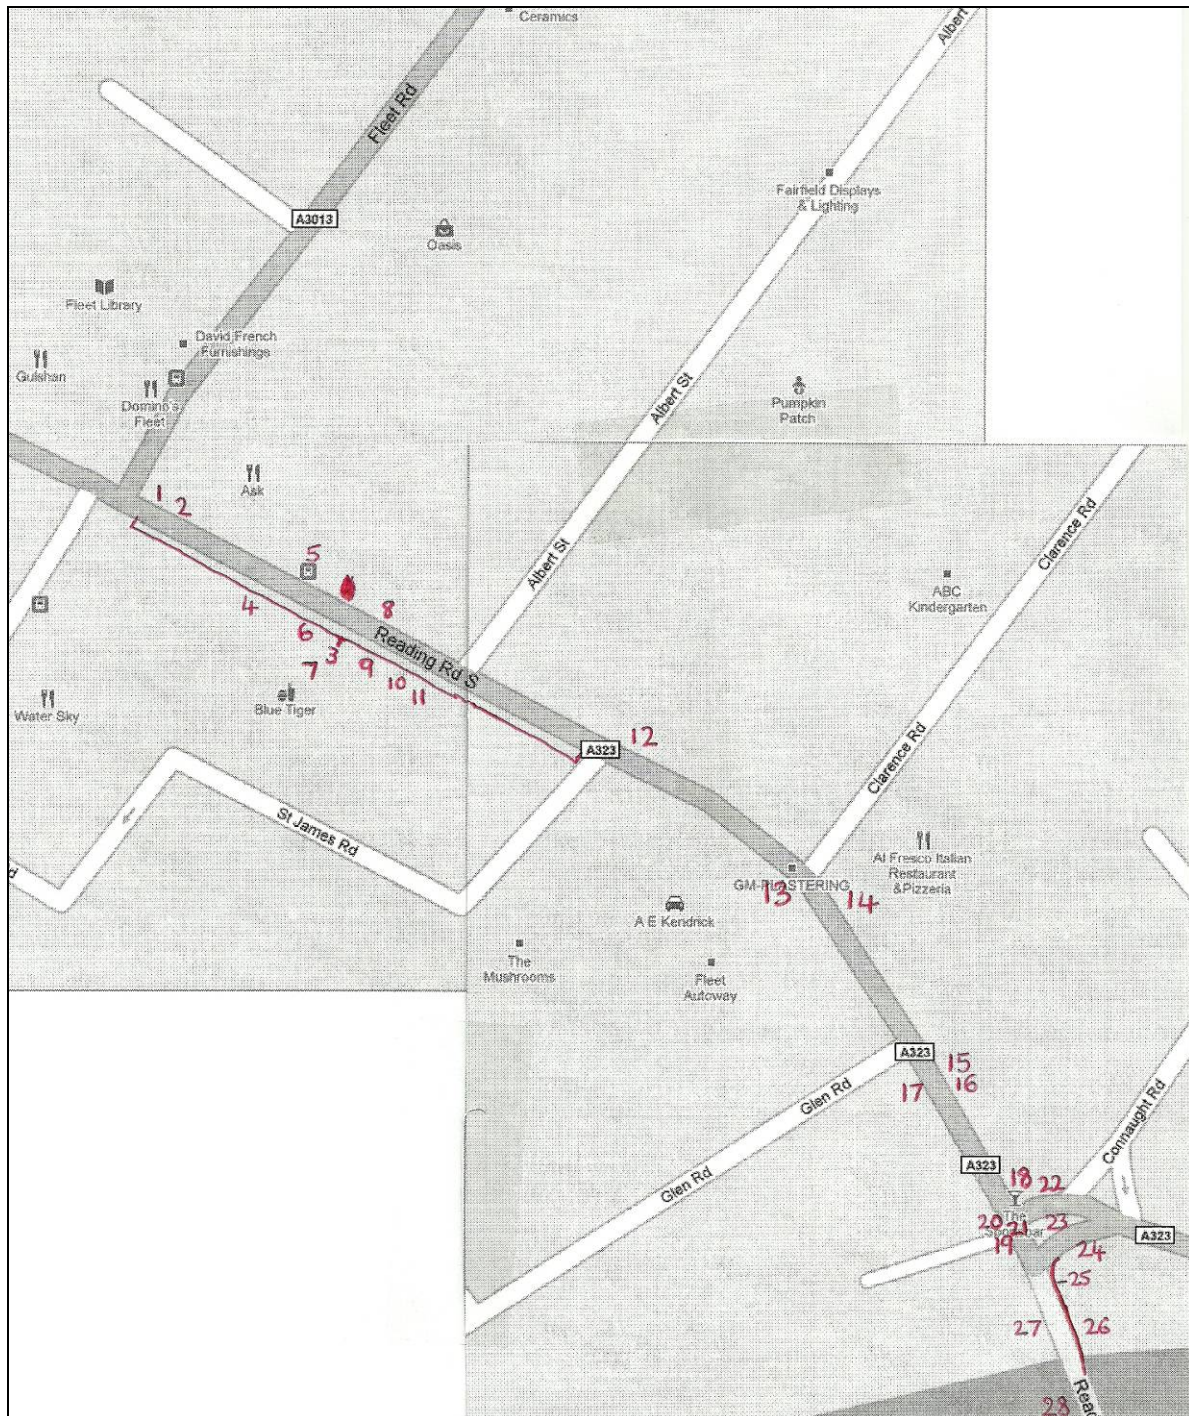 Ceramics
Albert
Fleet Rd
Fairfield Displays
& Lighting
A3013
Oasis
Fleet Library
David French
Furnishings
Gulshan
Domino's
Fleet
Albert St
Pumpkin
Patch
Ask
1
2
Clarence Rd
Albert St
5
ABC
Kindergarten
4
8
6
Reading Rd S
3
7
9
10
11
Blue Tiger
Water Sky
12
A323
Clarence Rd
St James Rd
Al Fresco Italian
Restaurant
&Pizzeria
GM-PLASTERING
13
14
A E Kendrick
The
Mushrooms
Fleet
Autoway
A323
15
16
17
Glen Rd
Connaught Rd
A323
Glen Rd
18
22
The
20
21
23
19
A323
24
25
27
26
28